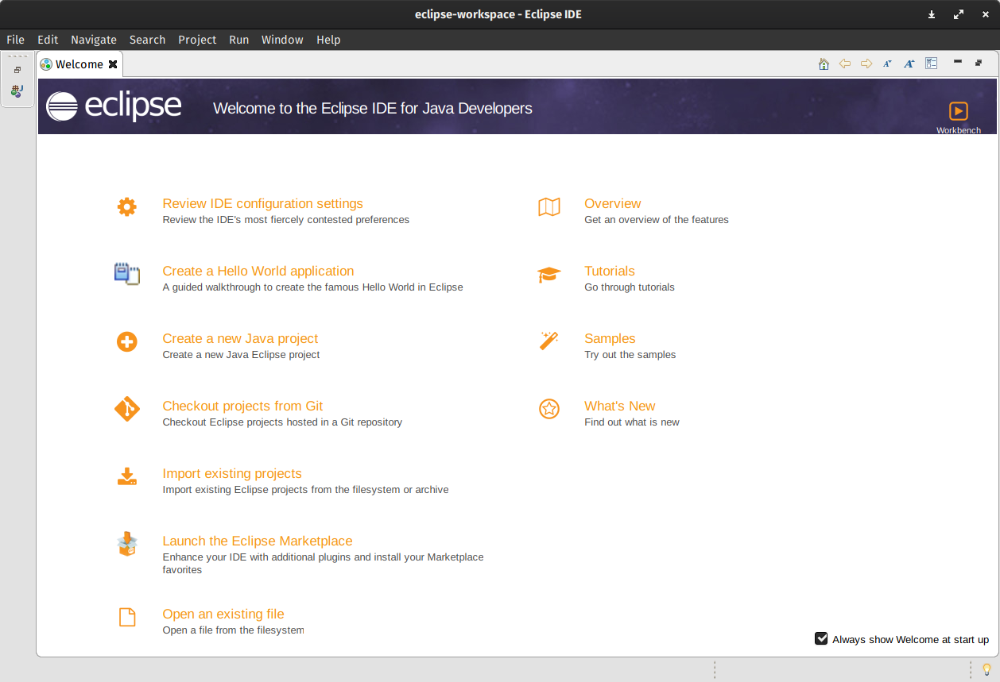 eclipse-workspace - Eclipse IDE
File Edit Navigate Search Project Run Window Help
Welcome
eclipse
Welcome to the Eclipse IDE for Java Developers
Workbench
Review IDE configuration settings
Review the IDE's most fiercely contested preferences
Create a Hello World application
A guided walkthrough to create the famous Hello World in Eclipse
Create a new Java project
Create a new Java Eclipse project
Checkout projects from Git
Checkout Eclipse projects hosted in a Git repository
Import existing projects
Import existing Eclipse projects from the filesystem or archive
Launch the Eclipse Marketplace
Enhance your IDE with additional plugins and install your Marketplace
favorites
Open an existing file
Open a file from the filesystem
Overview
Get an overview of the features
Tutorials
Go through tutorials
Samples
Try out the samples
What's New
Find out what is new
Always show Welcome at start up